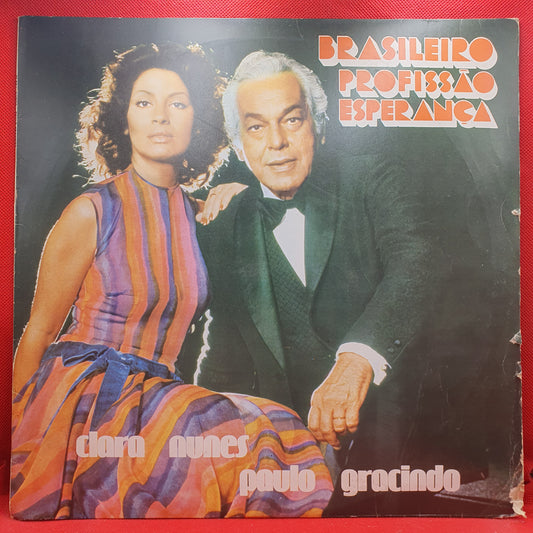 BRASILEIRO
PROFISSÃO
ESPERANÇA
clara nunes
paulo gracindo